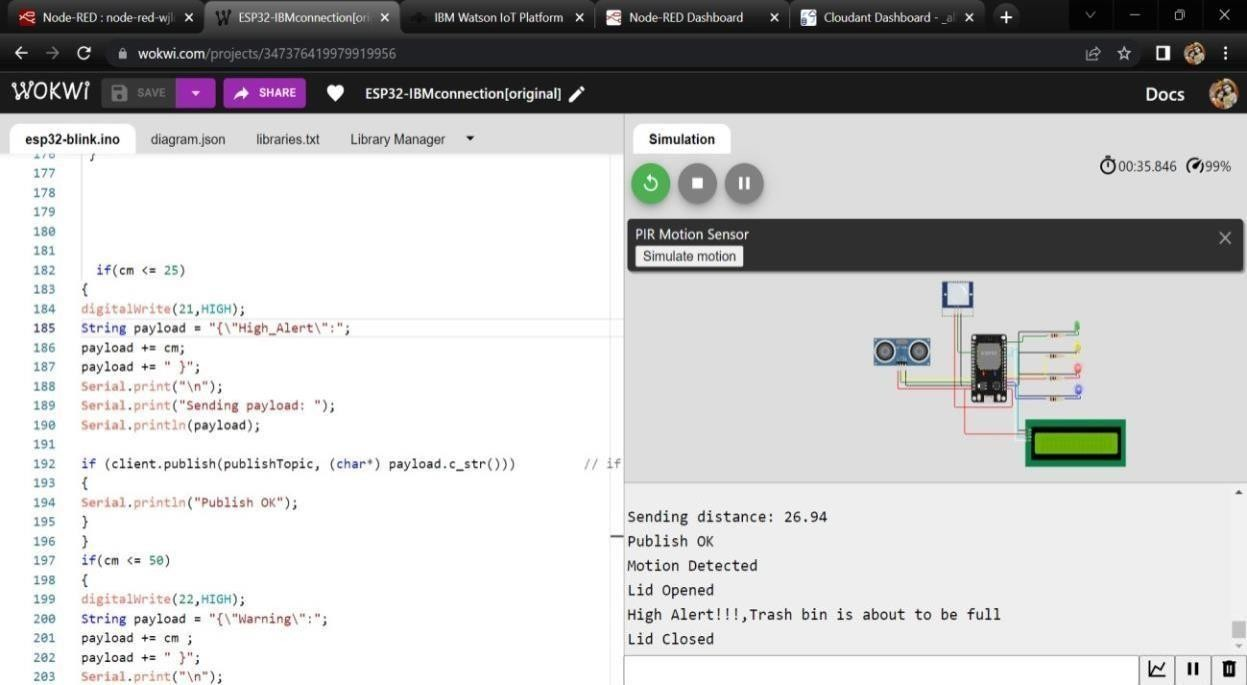 Node-RED : node-red-wjl
ESP32-IBMconnection[ori
IBM Watson IoT Platform
Node-RED Dashboard
Cloudant Dashboard - _al
wokwi.com/projects/347376419979919956
WOKWi
SAVE
SHARE
ESP32-IBMconnection[original]
Docs
esp32-blink.ino
diagram.json
libraries.txt
Library Manager
176 }
177
178
179
180
181
182 if(cm <= 25)
183 {
184 digitalWrite(21,HIGH);
185 String payload = "{\"High_Alert\":";
186 payload += cm;
187 payload += " }";
188 Serial.print("\n");
189 Serial.print("Sending payload: ");
190 Serial.println(payload);
191
192 if (client.publish(publishTopic, (char*) payload.c_str())) // if
193 {
194 Serial.println("Publish OK");
195 }
196 }
197 if(cm <= 50)
198 {
199 digitalWrite(22,HIGH);
200 String payload = "{\"Warning\":";
201 payload += cm ;
202 payload += " }";
203 Serial.print("\n");
Simulation
00:35.846 99%
PIR Motion Sensor
Simulate motion
Sending distance: 26.94
Publish OK
Motion Detected
Lid Opened
High Alert!!!,Trash bin is about to be full
Lid Closed